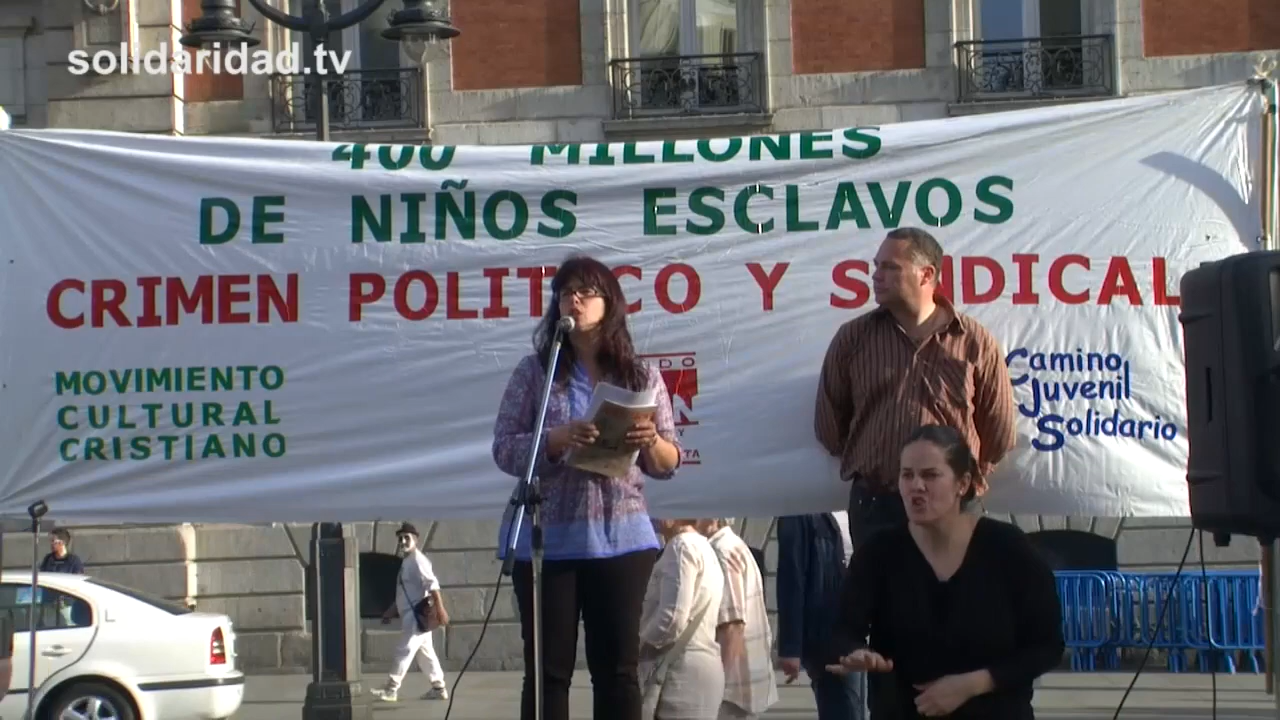 solidaridad.tv
400 MILLONES
DE NIÑOS ESCLAVOS
CRIMEN POLITICO Y SINDICAL
MOVIMIENTO
CULTURAL
CRISTIANO
Camino
Juvenil
Solidario